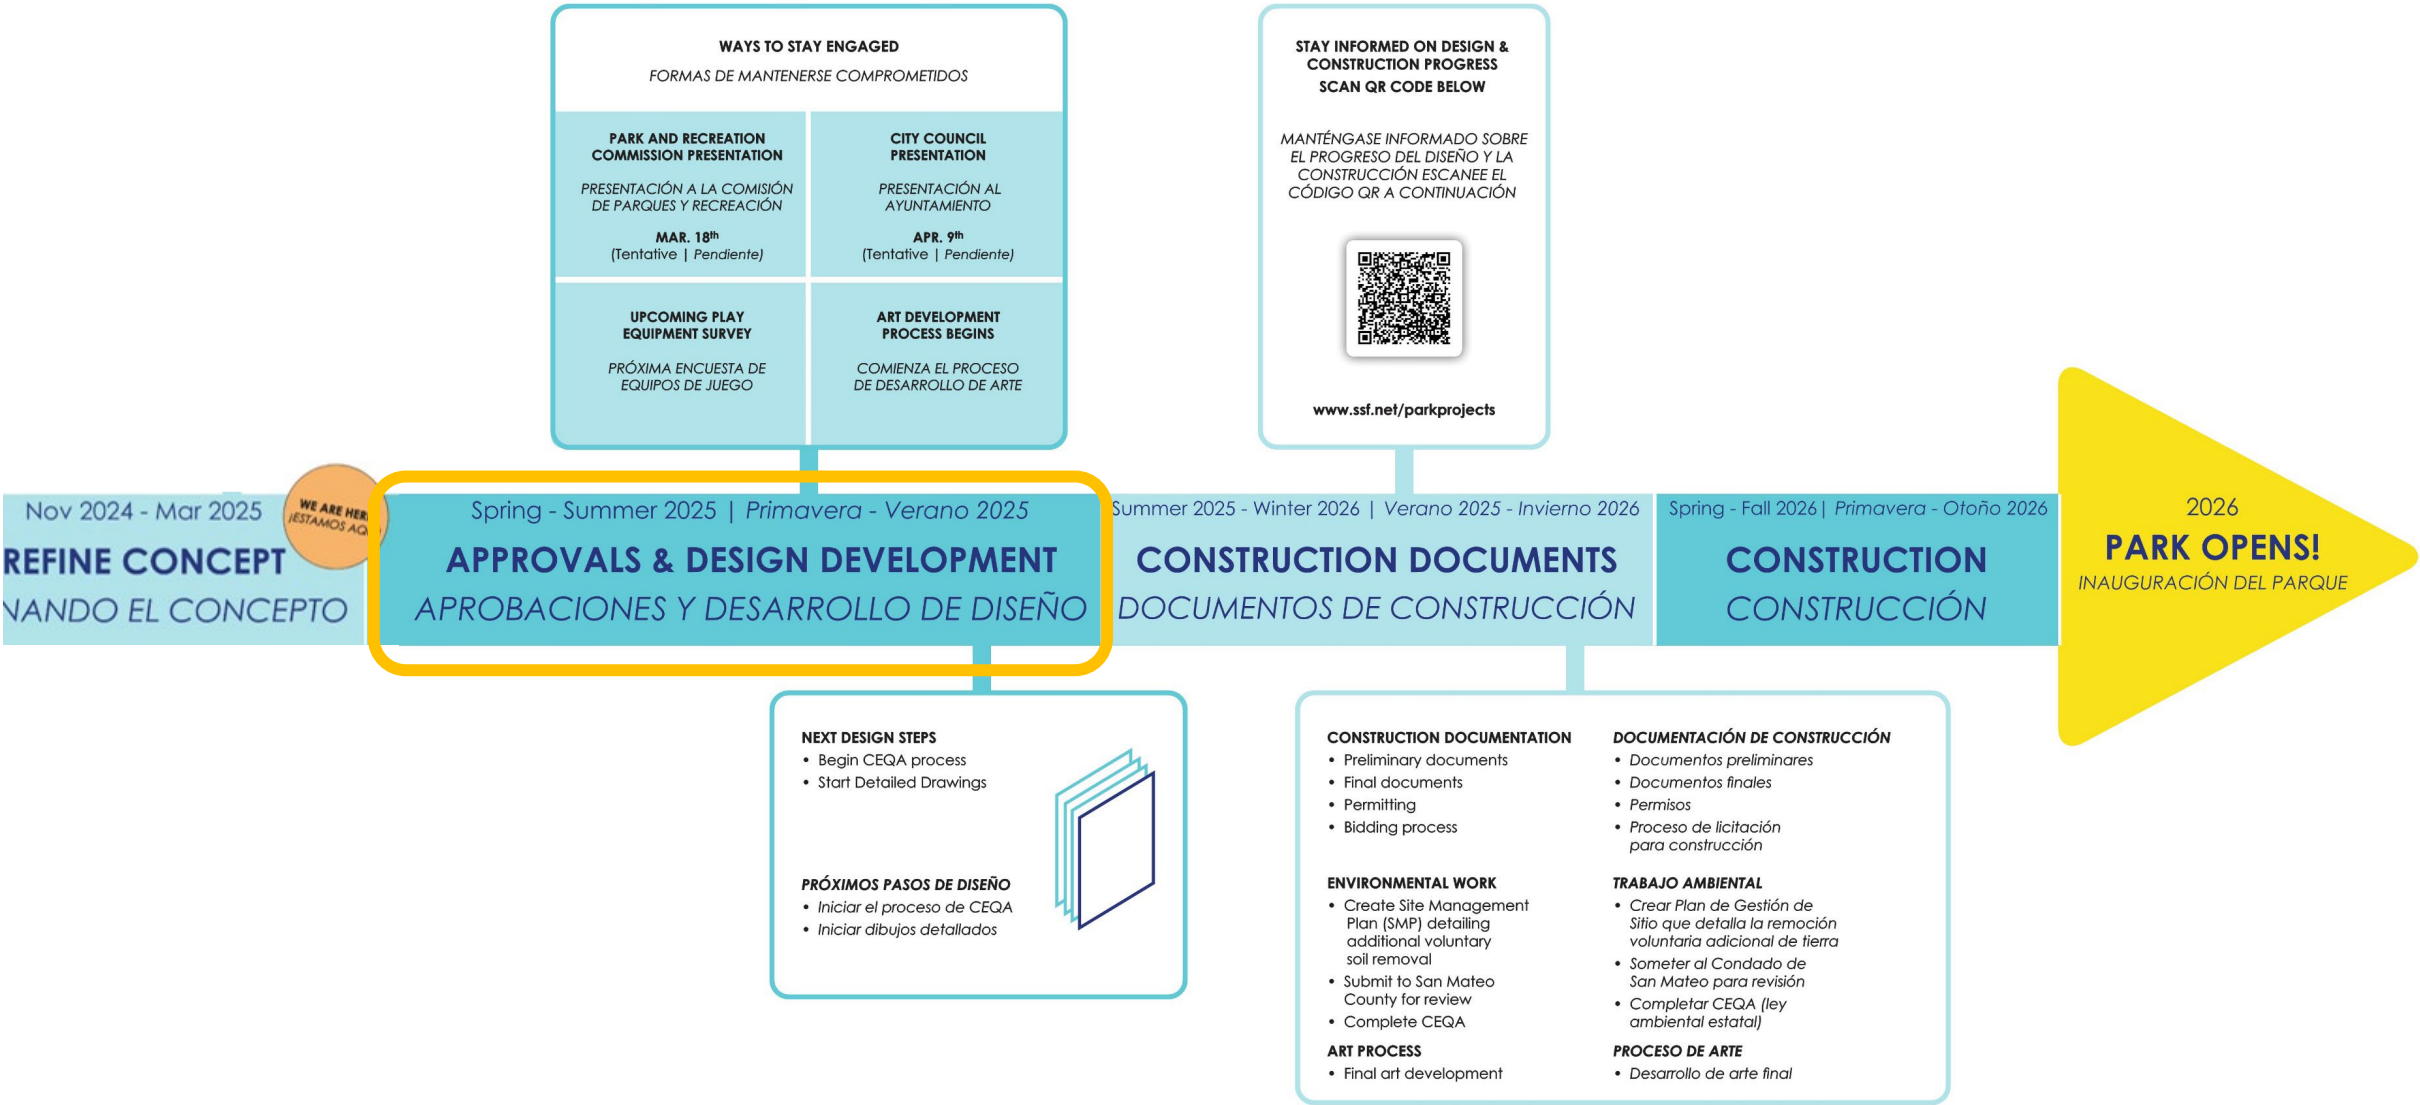 WAYS TO STAY ENGAGED
FORMAS DE MANTENERSE COMPROMETIDOS
PARK AND RECREATION
COMMISSION PRESENTATION
PRESENTACIÓN A LA COMISIÓN
DE PARQUES Y RECREACIÓN
MAR. 18th
(Tentative | Pendiente)
CITY COUNCIL
PRESENTATION
PRESENTACIÓN AL
AYUNTAMIENTO
APR. 9th
(Tentative | Pendiente)
UPCOMING PLAY
EQUIPMENT SURVEY
PRÓXIMA ENCUESTA DE
EQUIPOS DE JUEGO
ART DEVELOPMENT
PROCESS BEGINS
COMIENZA EL PROCESO
DE DESARROLLO DE ARTE
STAY INFORMED ON DESIGN &
CONSTRUCTION PROGRESS
SCAN QR CODE BELOW
MANTÉNGASE INFORMADO SOBRE
EL PROGRESO DEL DISEÑO Y LA
CONSTRUCCIÓN ESCANEE EL
CÓDIGO QR A CONTINUACIÓN
www.ssf.net/parkprojects
Nov 2024 - Mar 2025
REFINE CONCEPT
NANDO EL CONCEPTO
WE ARE HER
¡ESTAMOS AQ
Spring - Summer 2025 | Primavera - Verano 2025
APPROVALS & DESIGN DEVELOPMENT
APROBACIONES Y DESARROLLO DE DISEÑO
Summer 2025 - Winter 2026 | Verano 2025 - Invierno 2026
CONSTRUCTION DOCUMENTS
DOCUMENTOS DE CONSTRUCCIÓN
Spring - Fall 2026 | Primavera - Otoño 2026
CONSTRUCTION
CONSTRUCCIÓN
2026
PARK OPENS!
INAUGURACIÓN DEL PARQUE
NEXT DESIGN STEPS
• Begin CEQA process
• Start Detailed Drawings
PRÓXIMOS PASOS DE DISEÑO
• Iniciar el proceso de CEQA
• Iniciar dibujos detallados
CONSTRUCTION DOCUMENTATION
• Preliminary documents
• Final documents
• Permitting
• Bidding process
ENVIRONMENTAL WORK
• Create Site Management
Plan (SMP) detailing
additional voluntary
soil removal
• Submit to San Mateo
County for review
• Complete CEQA
ART PROCESS
• Final art development
DOCUMENTACIÓN DE CONSTRUCCIÓN
• Documentos preliminares
• Documentos finales
• Permisos
• Proceso de licitación
para construcción
TRABAJO AMBIENTAL
• Crear Plan de Gestión de
Sitio que detalla la remoción
voluntaria adicional de tierra
• Someter al Condado de
San Mateo para revisión
• Completar CEQA (ley
ambiental estatal)
PROCESO DE ARTE
• Desarrollo de arte final